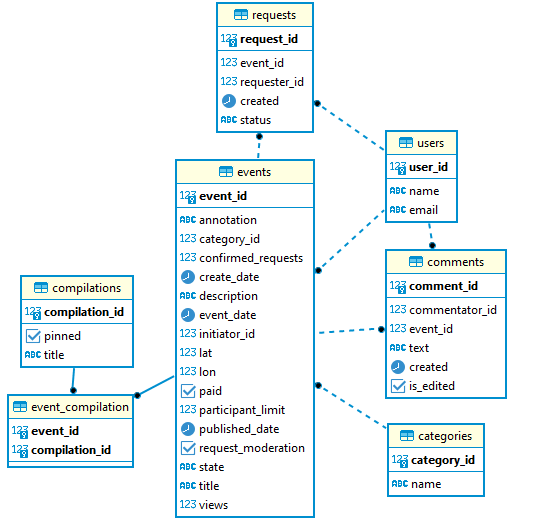 requests
123 request_id
123 event_id
123 requester_id
created
ABC status
users
123 user_id
ABC name
ABC email
events
123 event_id
ABC annotation
123 category_id
123 confirmed_requests
create_date
ABC description
event_date
123 initiator_id
123 lat
123 lon
paid
123 participant_limit
published_date
request_moderation
ABC state
ABC title
123 views
comments
123 comment_id
123 commentator_id
123 event_id
ABC text
created
is_edited
compilations
123 compilation_id
pinned
ABC title
event_compilation
123 event_id
123 compilation_id
categories
123 category_id
ABC name